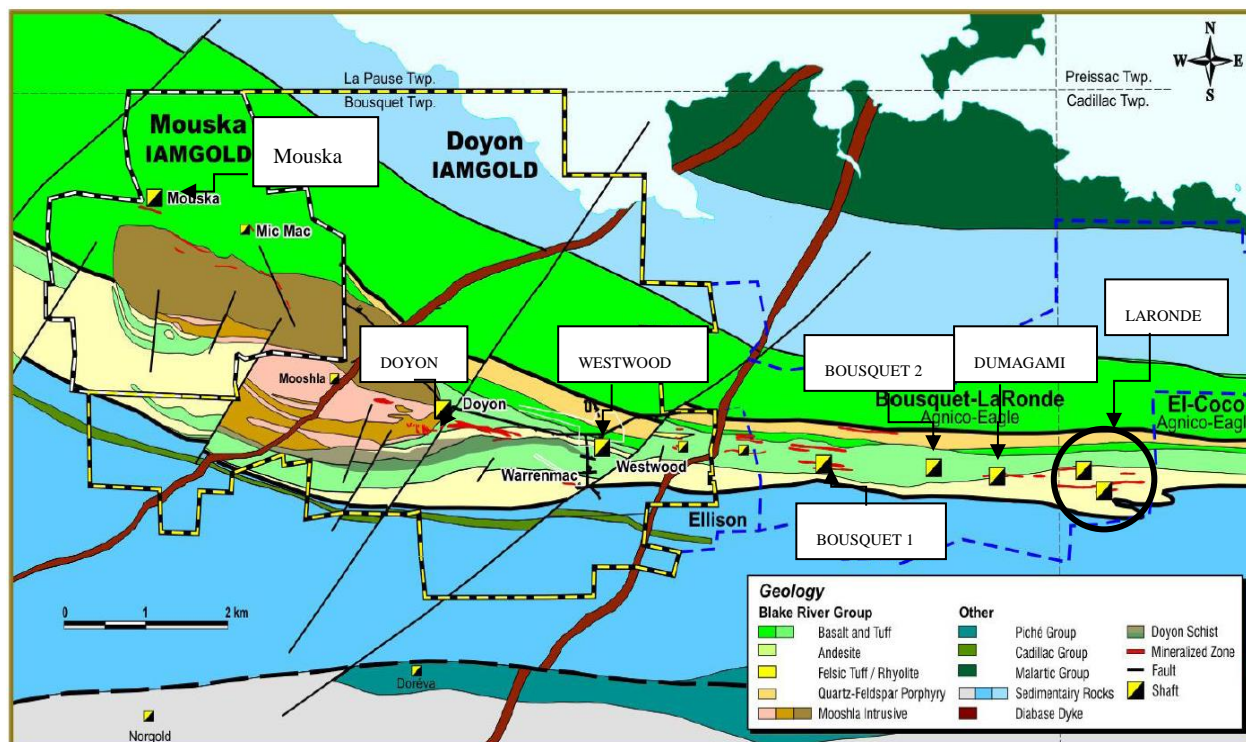 N
W E
S
La Pause Twp.
Bousquet Twp.
Preissac Twp.
Cadillac Twp.
Mouska
IAMGOLD
Mouska
Doyon
IAMGOLD
Mouska
Mic Mac
LARONDE
DOYON
WESTWOOD
BOUSQUET 2
DUMAGAMI
Mooshla
Doyon
Bousquet-LaRonde
Agnico-Eagle
El-Coco
Agnico-Eagle
Warrenmac
Westwood
Ellison
BOUSQUET 1
0 1 2 km
Doréva
Norgold
Geology
Blake River Group
Basalt and Tuff
Andesite
Felsic Tuff / Rhyolite
Quartz-Feldspar Porphyry
Mooshla Intrusive
Other
Piché Group
Cadillac Group
Malartic Group
Sedimentairy Rocks
Diabase Dyke
Doyon Schist
Mineralized Zone
Fault
Shaft